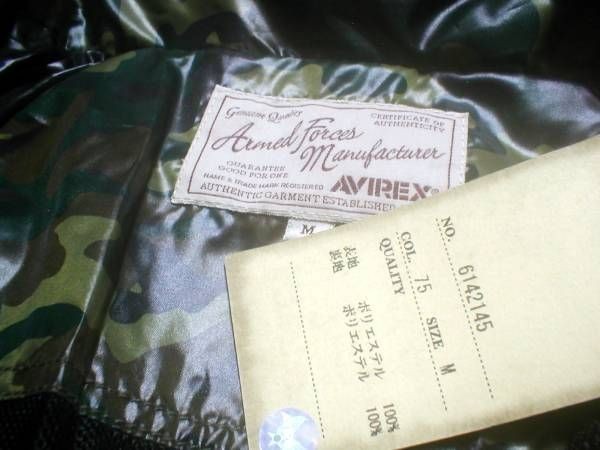 Genuine Quality
CERTIFICATE OF
AUTHENTICITY
Armed Forces
Manufacturer
GUARANTEE
GOOD FOR ONE
NAME & TRADE MARK REGISTERED
AVIREX®
AUTHENTIC GARMENT ESTABLISHED
M
NO. 6142145
COL. 75 SIZE M
QUALITY
表地 ポリエステル 100%
裏地 ポリエステル 100%